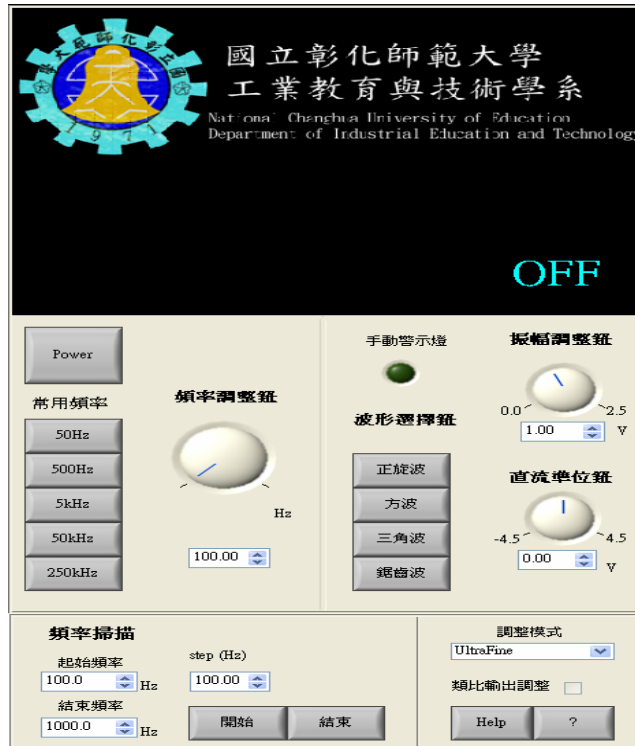 國立彰化師範大學
工業教育與技術學系
National Changhua University of Education
Department of Industrial Education and Technology
1971
OFF
Power
常用頻率
50Hz
500Hz
5kHz
50kHz
250kHz
頻率調整鈕
Hz
100.00
手動警示燈
波形選擇鈕
正旋波
方波
三角波
鋸齒波
振幅調整鈕
0.0
2.5
1.00
V
直流準位鈕
-4.5
4.5
0.00
V
頻率掃描
起始頻率
100.0
Hz
結束頻率
1000.0
Hz
step (Hz)
100.00
開始
結束
調整模式
UltraFine
類比輸出調整
Help
?